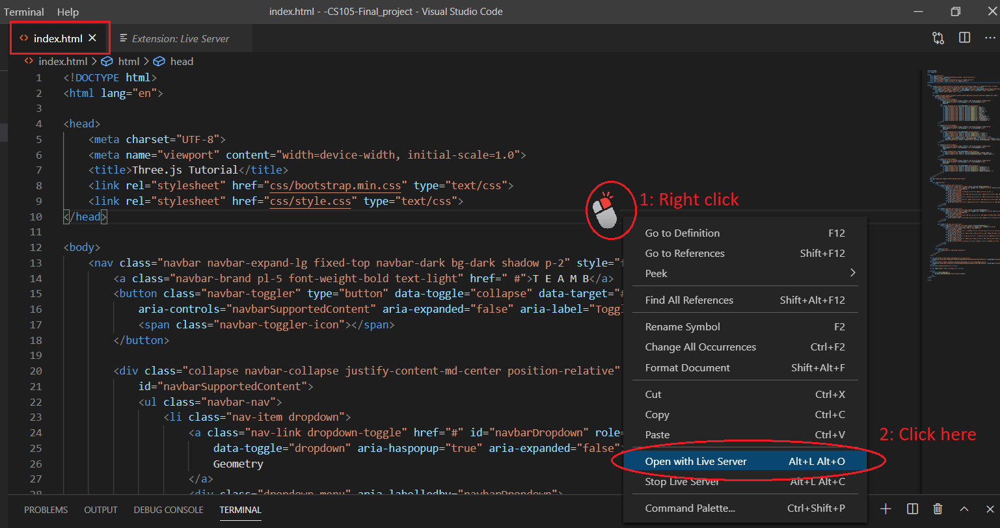 Terminal Help index.html - -CS105-Final_project - Visual Studio Code
index.html Extension: Live Server
index.html > html > head
1 <!DOCTYPE html>
2 <html lang="en">
3
4 <head>
5 <meta charset="UTF-8">
6 <meta name="viewport" content="width=device-width, initial-scale=1.0">
7 <title>Three.js Tutorial</title>
8 <link rel="stylesheet" href="css/bootstrap.min.css" type="text/css">
9 <link rel="stylesheet" href="css/style.css" type="text/css">
10 </head>
11
12 <body>
13 <nav class="navbar navbar-expand-lg fixed-top navbar-dark bg-dark shadow p-2" style="f
14 <a class="navbar-brand pl-5 font-weight-bold text-light" href=" #">T E A M B</a>
15 <button class="navbar-toggler" type="button" data-toggle="collapse" data-target="#
16 aria-controls="navbarSupportedContent" aria-expanded="false" aria-label="Toggl
17 <span class="navbar-toggler-icon"></span>
18 </button>
19
20 <div class="collapse navbar-collapse justify-content-md-center position-relative"
21 id="navbarSupportedContent">
22 <ul class="navbar-nav">
23 <li class="nav-item dropdown">
24 <a class="nav-link dropdown-toggle" href="#" id="navbarDropdown" role=
25 data-toggle="dropdown" aria-haspopup="true" aria-expanded="false">
26 Geometry
27 </a>
28 <div class="dropdown-menu" aria-labelledby="navbarDropdown">
1: Right click
Go to Definition F12
Go to References Shift+F12
Peek
Find All References Shift+Alt+F12
Rename Symbol F2
Change All Occurrences Ctrl+F2
Format Document Shift+Alt+F
Cut Ctrl+X
Copy Ctrl+C
Paste Ctrl+V
2: Click here
Open with Live Server Alt+L Alt+O
Stop Live Server Alt+L Alt+C
Command Palette... Ctrl+Shift+P
PROBLEMS OUTPUT DEBUG CONSOLE TERMINAL